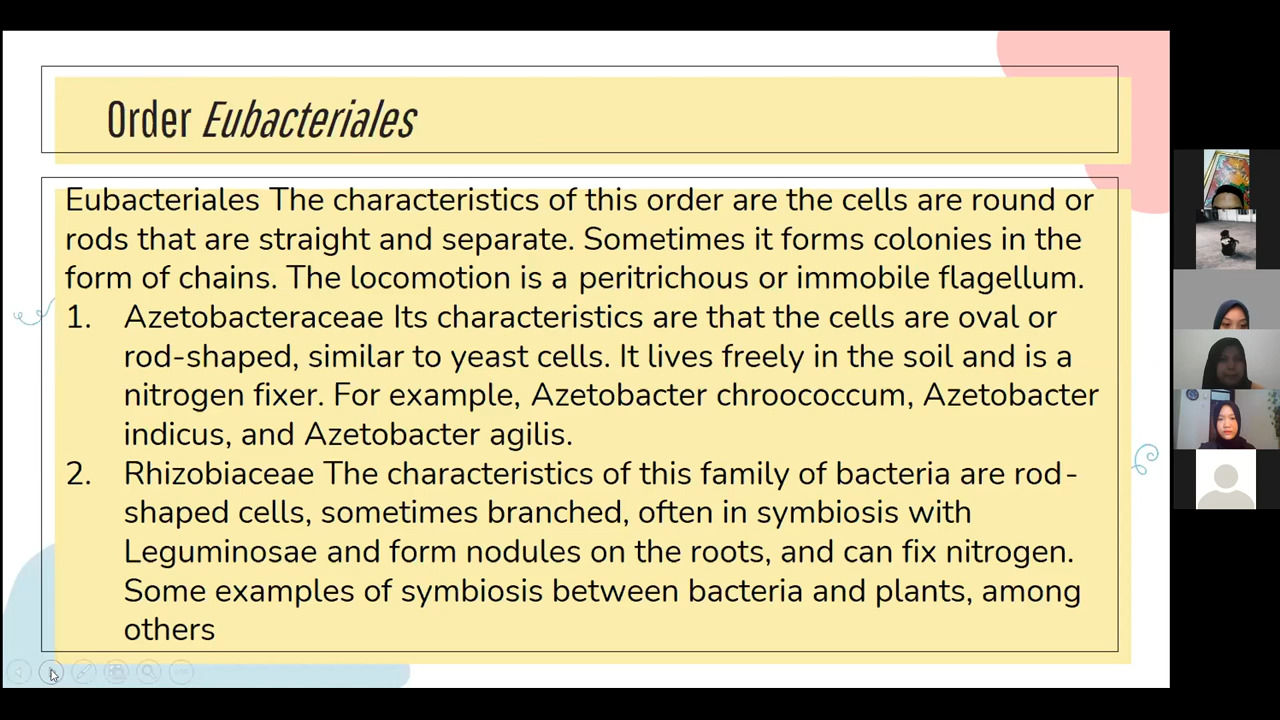 Order Eubacteriales
Eubacteriales The characteristics of this order are the cells are round or
rods that are straight and separate. Sometimes it forms colonies in the
form of chains. The locomotion is a peritrichous or immobile flagellum.
1. Azetobacteraceae Its characteristics are that the cells are oval or
rod-shaped, similar to yeast cells. It lives freely in the soil and is a
nitrogen fixer. For example, Azetobacter chroococcum, Azetobacter
indicus, and Azetobacter agilis.
2. Rhizobiaceae The characteristics of this family of bacteria are rod-
shaped cells, sometimes branched, often in symbiosis with
Leguminosae and form nodules on the roots, and can fix nitrogen.
Some examples of symbiosis between bacteria and plants, among
others